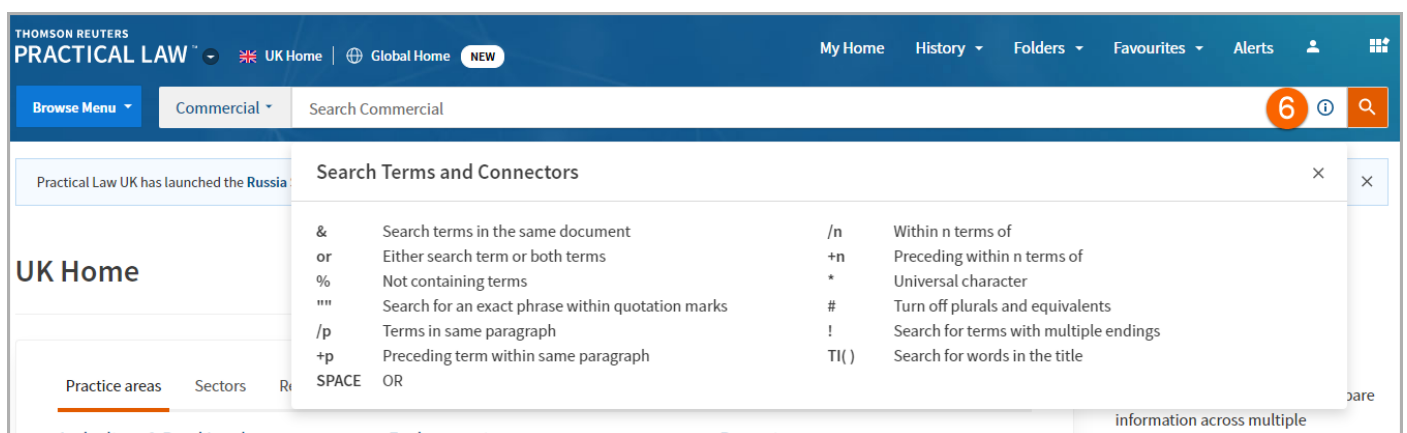 THOMSON REUTERS
PRACTICAL LAW™ UK Home | Global Home NEW My Home History Folders Favourites Alerts
Browse Menu Commercial Search Commercial 6
Search Terms and Connectors
Practical Law UK has launched the Russia
& Search terms in the same document /n Within n terms of
or Either search term or both terms +n Preceding within n terms of
% Not containing terms * Universal character
"" Search for an exact phrase within quotation marks # Turn off plurals and equivalents
/p Terms in same paragraph ! Search for terms with multiple endings
+p Preceding term within same paragraph TI( ) Search for words in the title
SPACE OR
UK Home
Practice areas Sectors
information across multiple